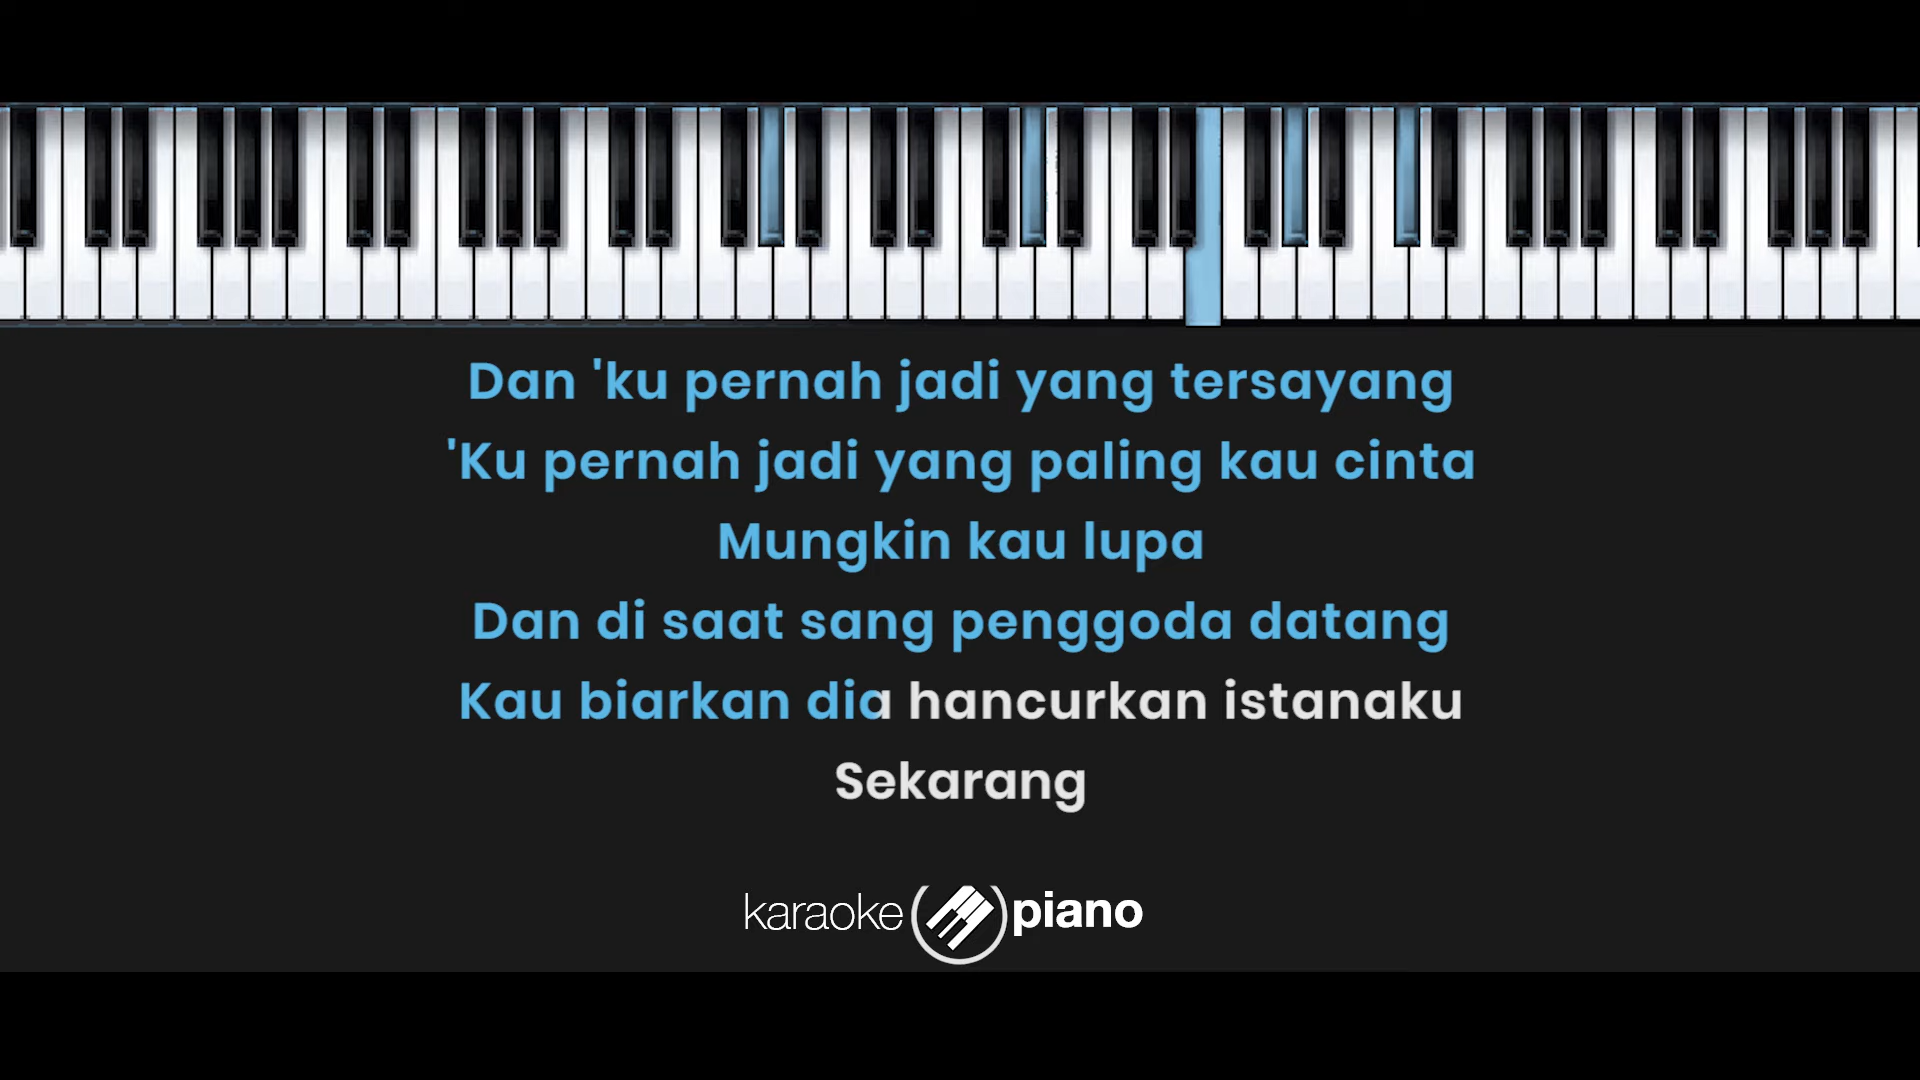 Dan 'ku pernah jadi yang tersayang
'Ku pernah jadi yang paling kau cinta
Mungkin kau lupa
Dan di saat sang penggoda datang
Kau biarkan dia hancurkan istanaku
Sekarang
karaoke piano